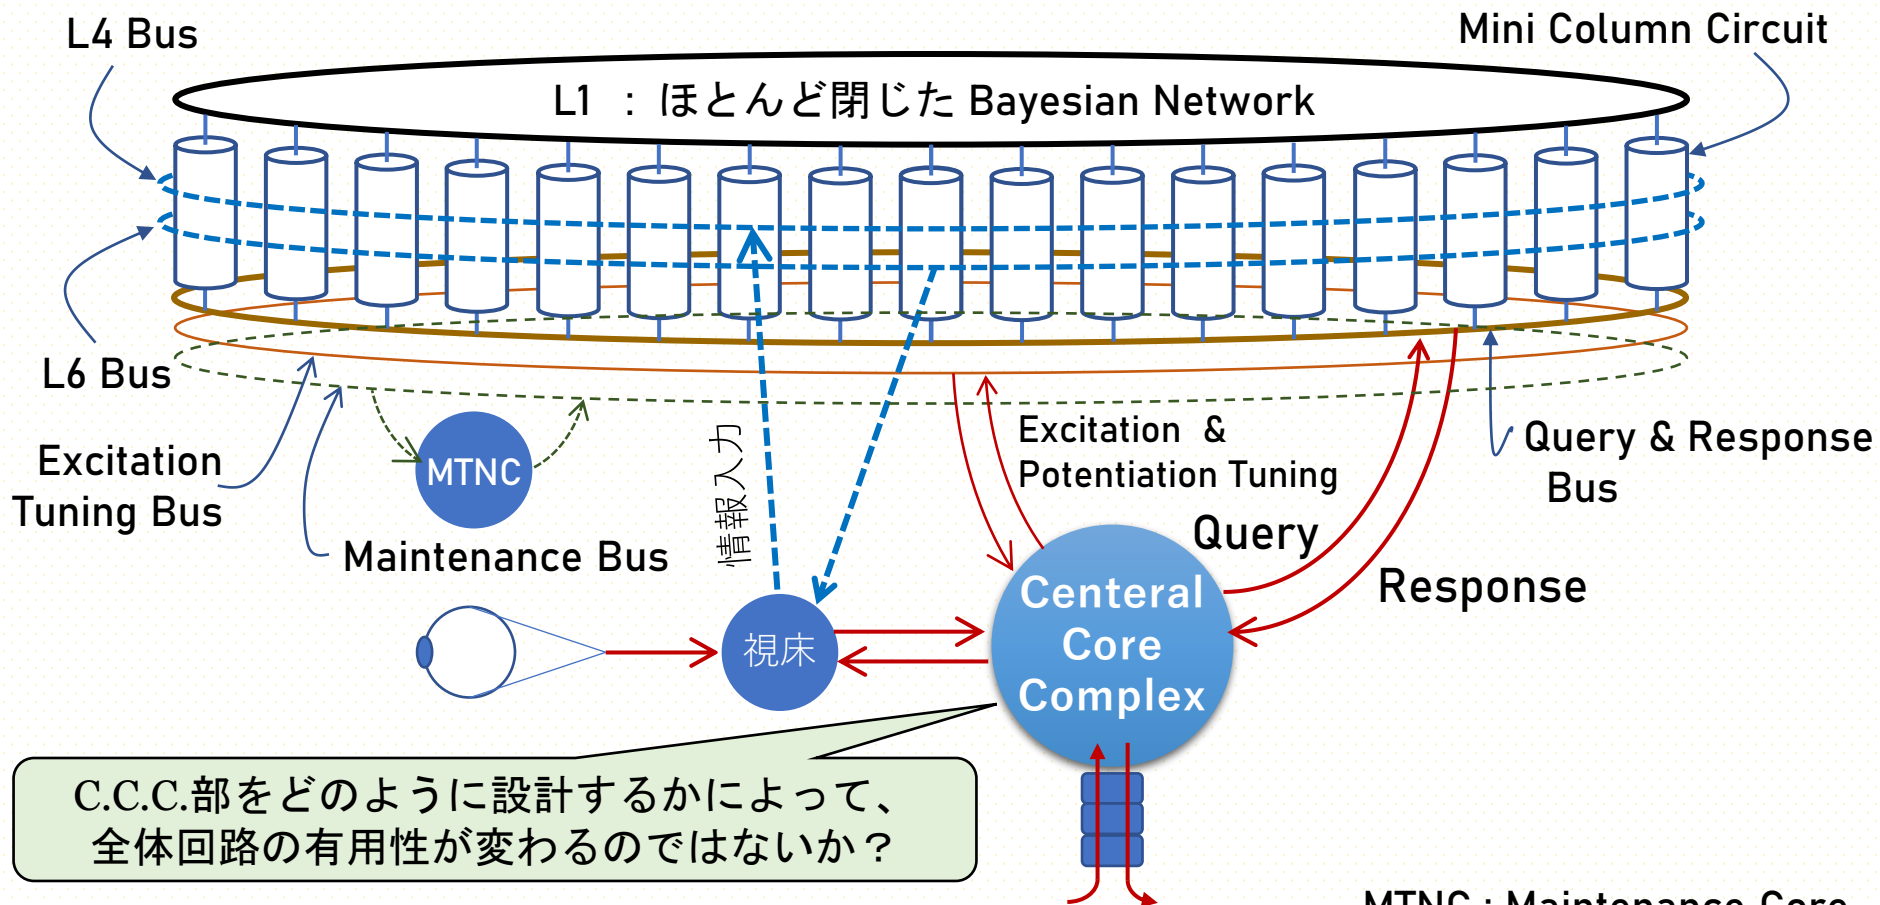 L4 Bus
Mini Column Circuit
L1 : ほとんど閉じた Bayesian Network
L6 Bus
Excitation
Tuning Bus
MTNC
Maintenance Bus
情報入力
Excitation &
Potentiation Tuning
Query & Response
Bus
Query
Response
視床
Centeral
Core
Complex
C.C.C.部をどのように設計するかによって、
全体回路の有用性が変わるのではないか？
MTNC : Maintenance Core